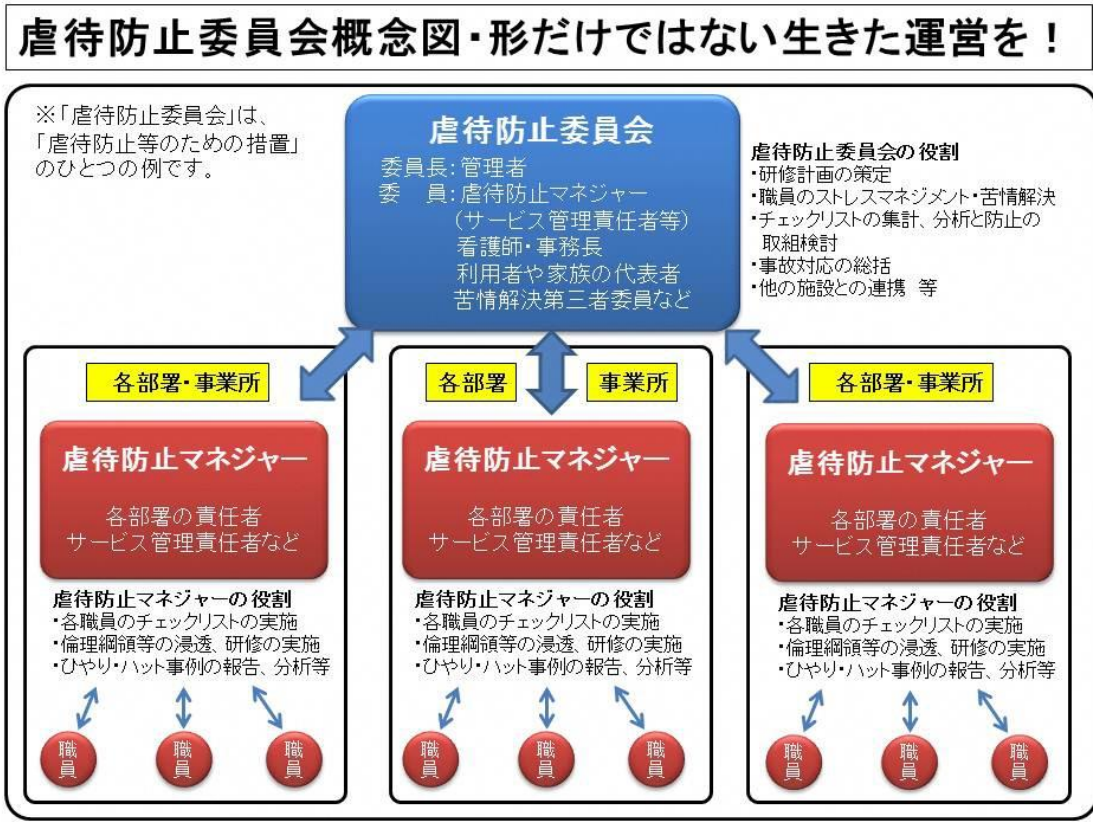 虐待防止委員会概念図・形だけではない生きた運営を！
※「虐待防止委員会」は、
「虐待防止等のための措置」
のひとつの例です。
虐待防止委員会
委員長：管理者
委　員：虐待防止マネジャー
（サービス管理責任者等）
看護師・事務長
利用者や家族の代表者
苦情解決第三者委員など
虐待防止委員会の役割
・研修計画の策定
・職員のストレスマネジメント・苦情解決
・チェックリストの集計、分析と防止の
取組検討
・事故対応の総括
・他の施設との連携 等
各部署・事業所
虐待防止マネジャー
各部署の責任者
サービス管理責任者など
虐待防止マネジャーの役割
・各職員のチェックリストの実施
・倫理綱領等の浸透、研修の実施
・ひやり・ハット事例の報告、分析等
職員
職員
職員
各部署
事業所
虐待防止マネジャー
各部署の責任者
サービス管理責任者など
虐待防止マネジャーの役割
・各職員のチェックリストの実施
・倫理綱領等の浸透、研修の実施
・ひやり・ハット事例の報告、分析等
職員
職員
職員
各部署・事業所
虐待防止マネジャー
各部署の責任者
サービス管理責任者など
虐待防止マネジャーの役割
・各職員のチェックリストの実施
・倫理綱領等の浸透、研修の実施
・ひやり・ハット事例の報告、分析等
職員
職員
職員